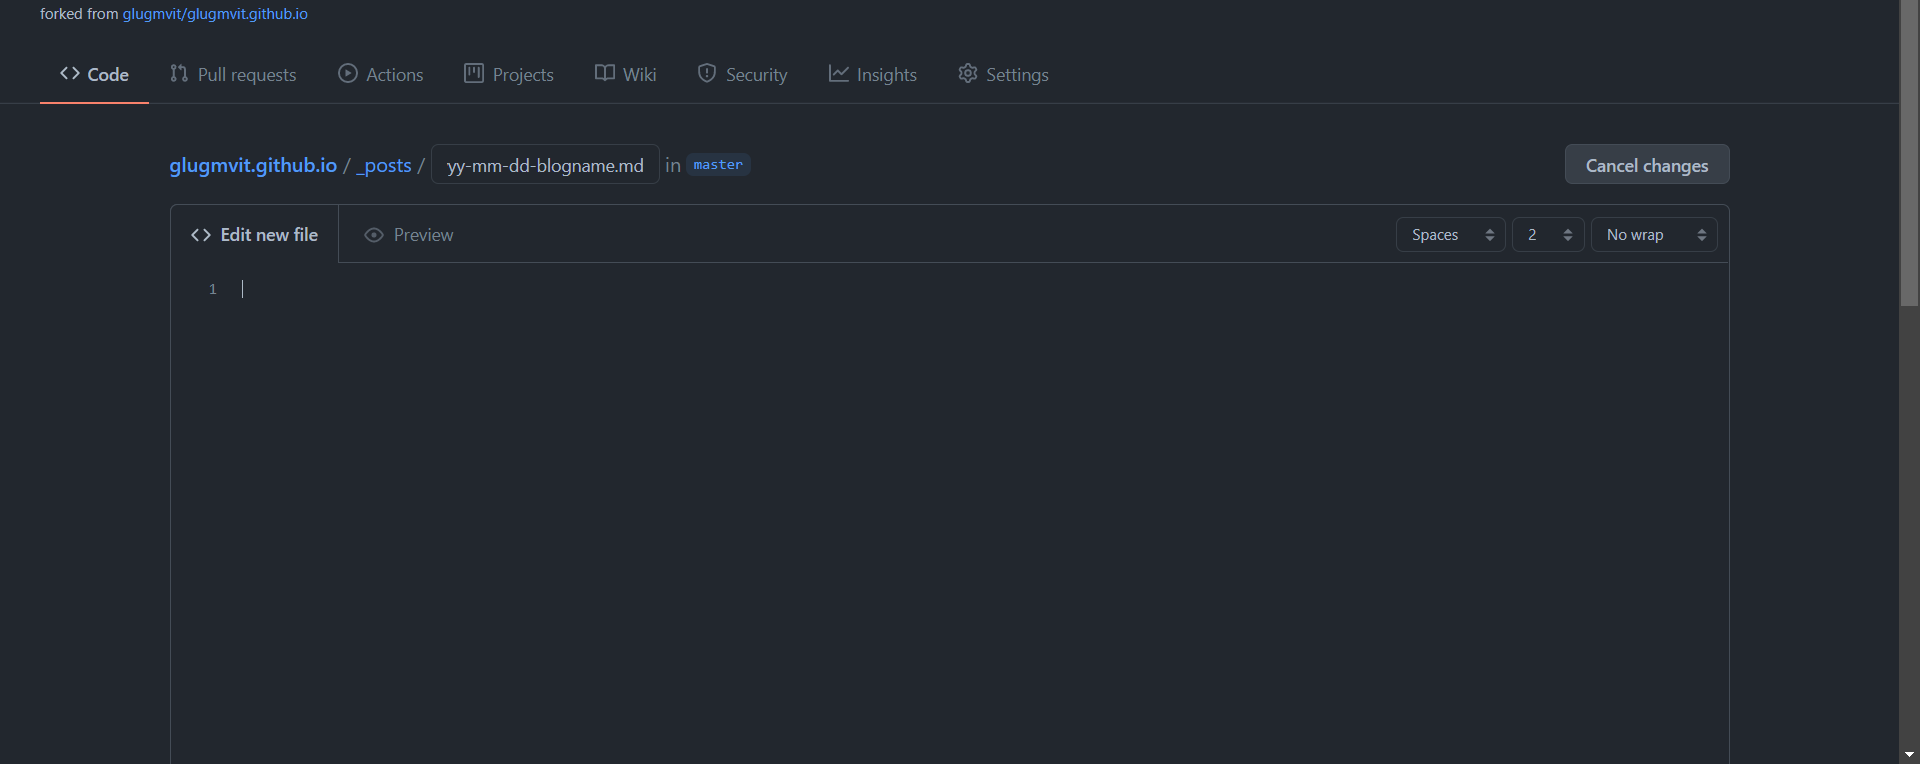 forked from glugmvit/glugmvit.github.io
Code Pull requests Actions Projects Wiki Security Insights Settings
glugmvit.github.io / _posts / yy-mm-dd-blogname.md in master Cancel changes
Edit new file Preview Spaces 2 No wrap
1